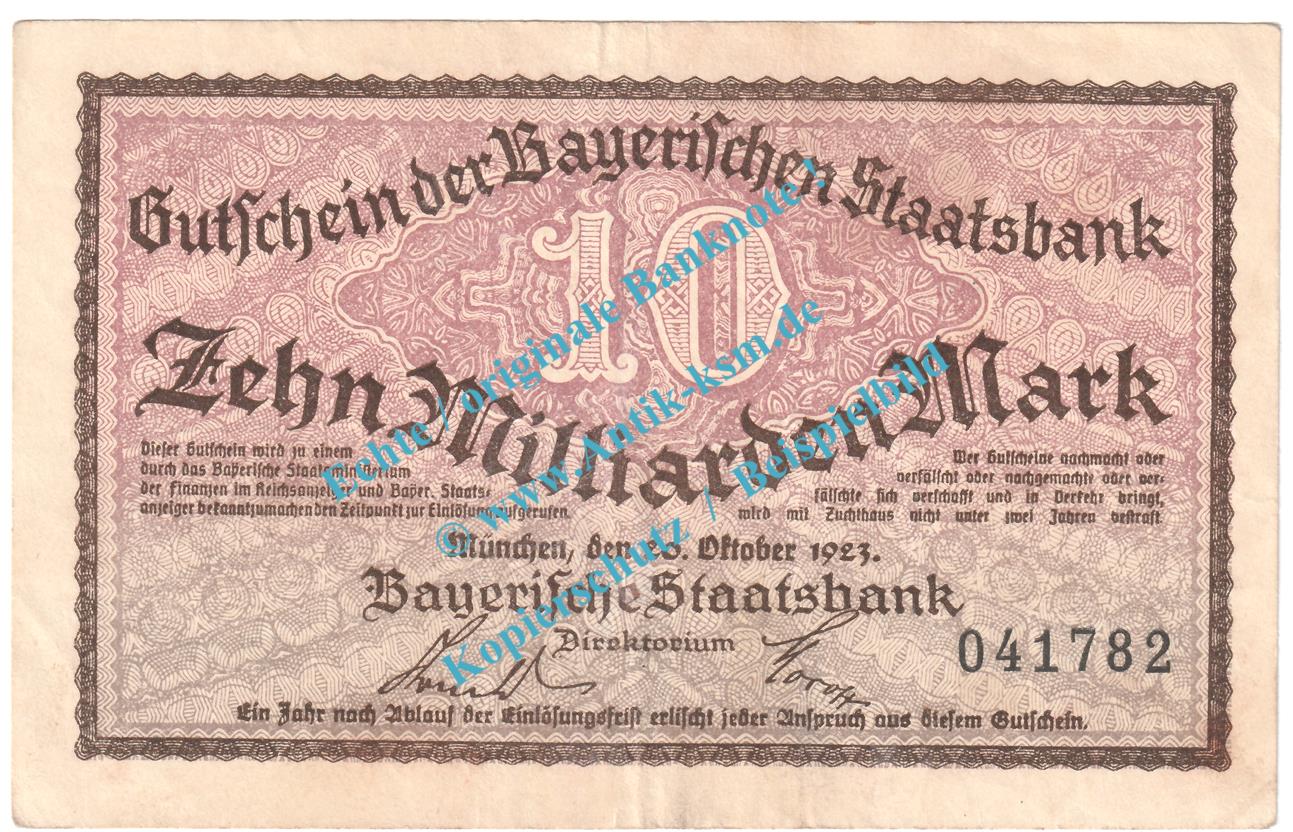 Gutschein der Bayerischen Staatsbank
10
Zehn Milliarden Mark
Dieser Gutschein wird zu einem
durch das Bayerische Staatsministerium
der Finanzen im Reichsanzeiger und Bayer. Staats-
anzeiger bekanntzumachenden Zeitpunkt zur Einlösung aufgerufen.
Wer Gutscheine nachmacht oder
verfälscht oder nachgemachte oder ver-
fälschte sich verschafft und in Verkehr bringt,
wird mit Zuchthaus nicht unter zwei Jahren bestraft.
München, den Oktober 1923.
Bayerische Staatsbank
Direktorium
041782
Ein Jahr nach Ablauf der Einlösungsfrist erlischt jeder Anspruch aus diesem Gutschein.
Echte / originale Banknote !
© www.Antik-ksm.de
Kopierschutz / Beispielbild